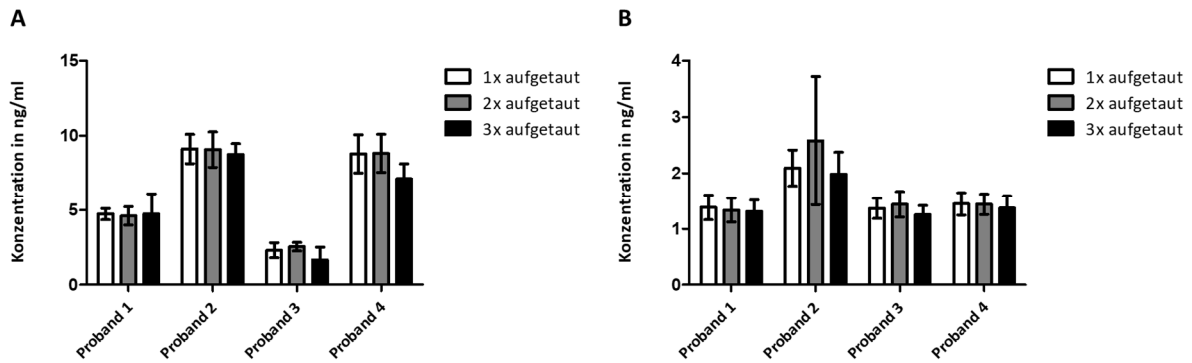 A
Konzentration in ng/ml
15
10
5
0
Proband 1
Proband 2
Proband 3
Proband 4
1x aufgetaut
2x aufgetaut
3x aufgetaut
B
Konzentration in ng/ml
4
3
2
1
0
Proband 1
Proband 2
Proband 3
Proband 4
1x aufgetaut
2x aufgetaut
3x aufgetaut